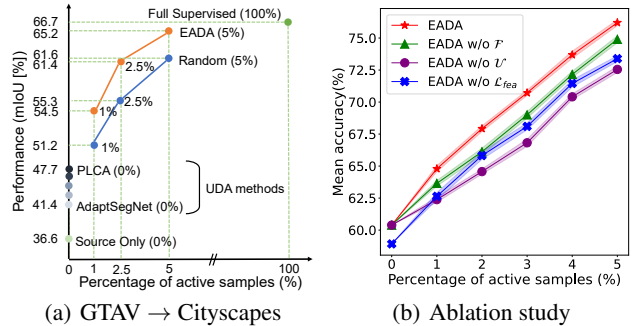 Full Supervised (100%)
66.7
65.2
EADA (5%)
61.6
61.4
2.5%
Random (5%)
55.3
54.5
1%
2.5%
51.2
1%
47.7
PLCA (0%)
UDA methods
41.4
AdaptSegNet (0%)
36.6
Source Only (0%)
Performance (mIoU [%])
0 1 2.5 5 100
Percentage of active samples (%)
(a) GTAV → Cityscapes
EADA
EADA w/o F
EADA w/o U
EADA w/o L_fea
75.0
72.5
70.0
67.5
65.0
62.5
60.0
Mean accuracy(%)
0 1 2 3 4 5
Percentage of active samples (%)
(b) Ablation study